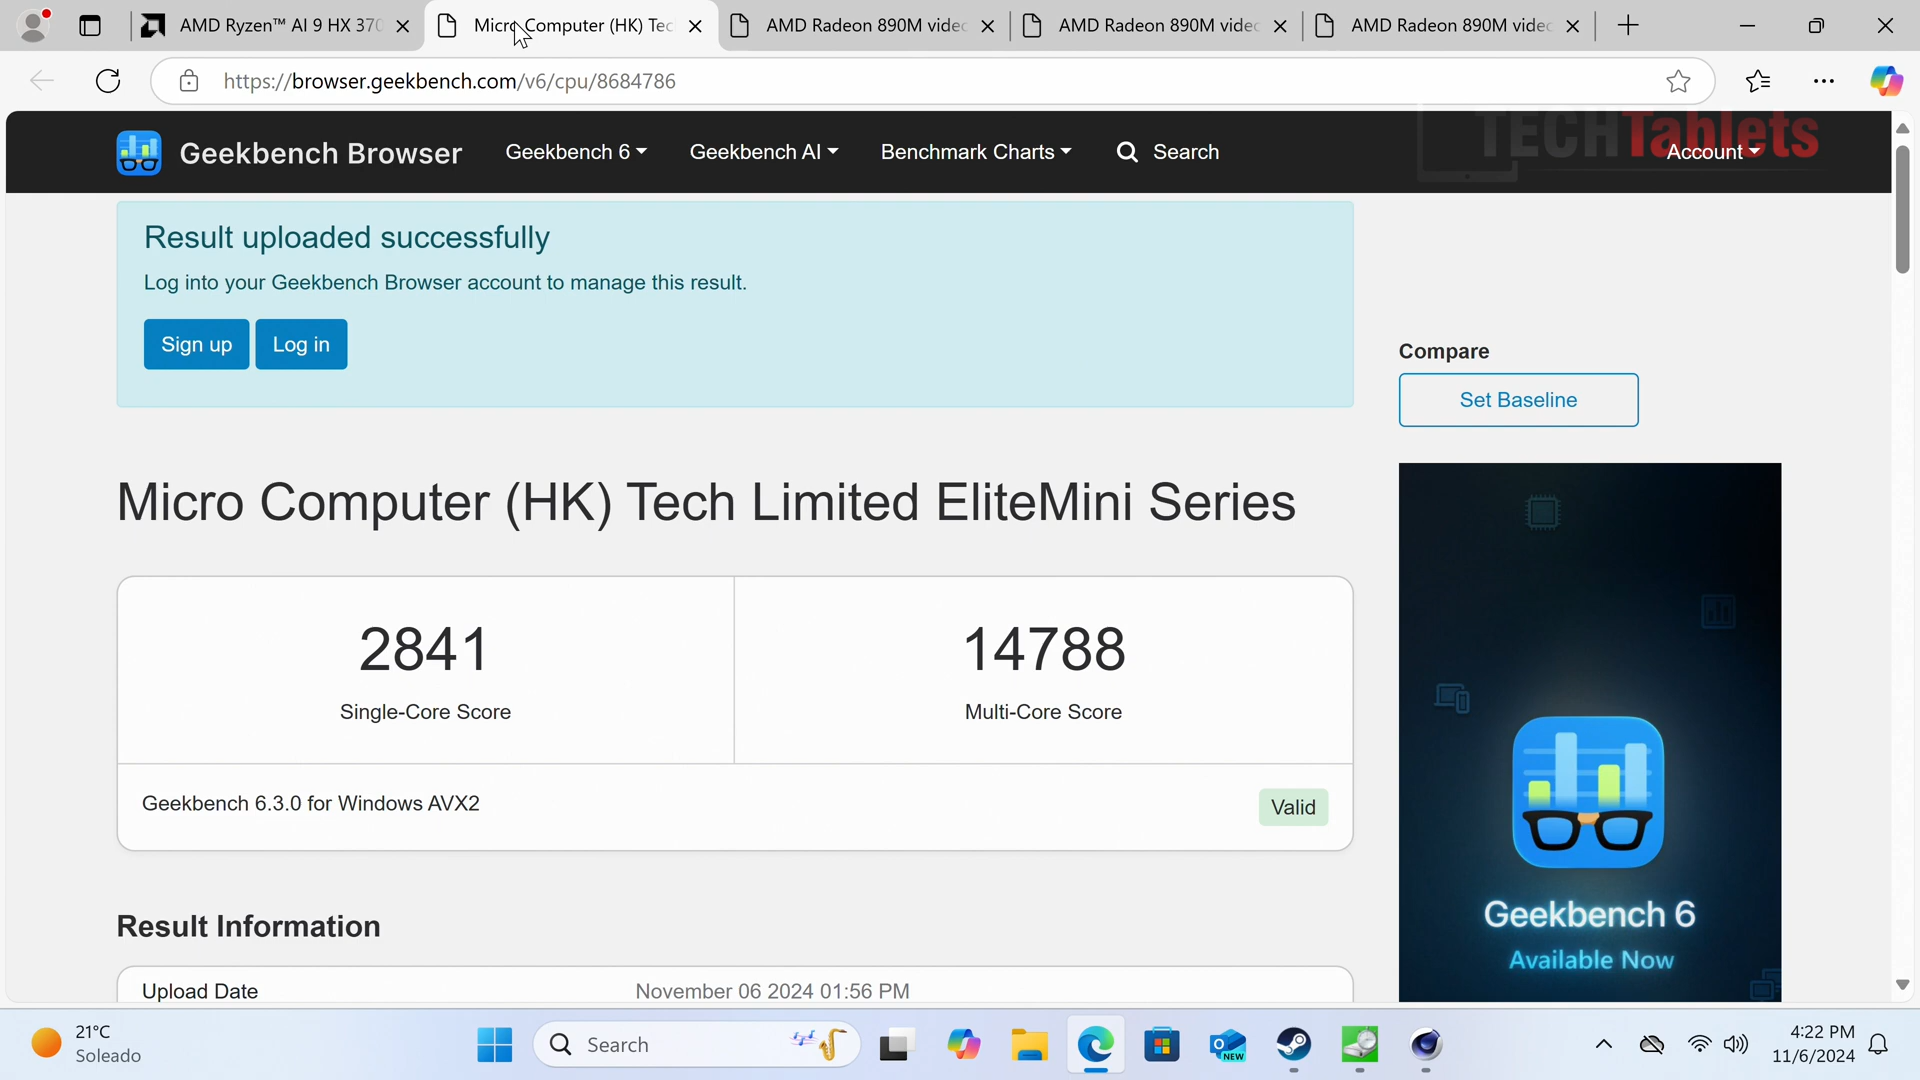 AMD Ryzen™ AI 9 HX 370
Micro Computer (HK) Tec
AMD Radeon 890M videc
AMD Radeon 890M videc
AMD Radeon 890M videc
https://browser.geekbench.com/v6/cpu/8684786
TECHTablets
Geekbench Browser
Geekbench 6
Geekbench AI
Benchmark Charts
Search
Account
Result uploaded successfully
Log into your Geekbench Browser account to manage this result.
Sign up
Log in
Compare
Set Baseline
Micro Computer (HK) Tech Limited EliteMini Series
2841
Single-Core Score
14788
Multi-Core Score
Geekbench 6.3.0 for Windows AVX2
Valid
Geekbench 6
Available Now
Result Information
Upload Date
November 06 2024 01:56 PM
21°C
Soleado
Search
NEW
4:22 PM
11/6/2024